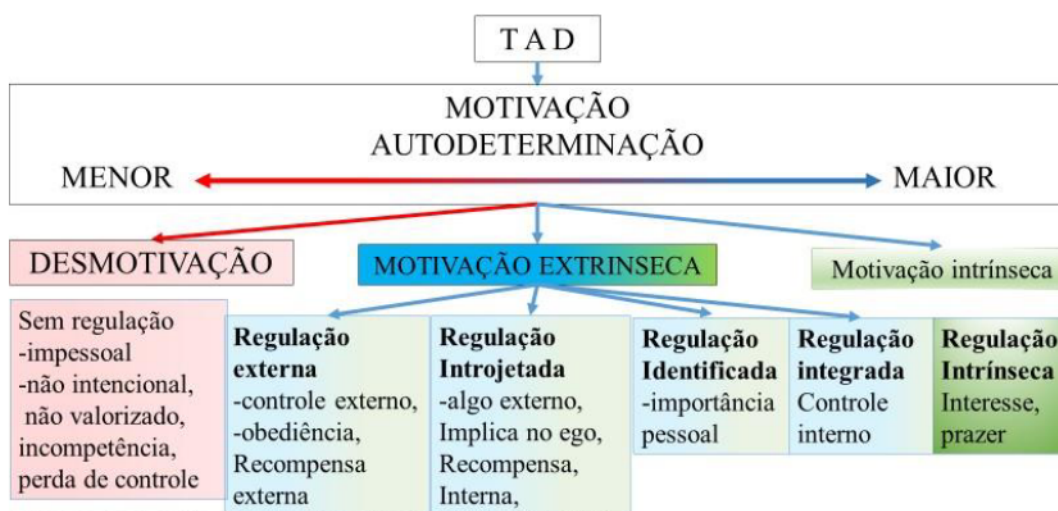 T A D
MOTIVAÇÃO
AUTODETERMINAÇÃO
MENOR
MAIOR
DESMOTIVAÇÃO
MOTIVAÇÃO EXTRINSECA
Motivação intrínseca
Sem regulação
-impessoal
-não intencional,
não valorizado,
incompetência,
perda de controle
Regulação
externa
-controle externo,
-obediência,
Recompensa
externa
Regulação
Introjetada
-algo externo,
Implica no ego,
Recompensa,
Interna,
Regulação
Identificada
-importância
pessoal
Regulação
integrada
Controle
interno
Regulação
Intrínseca
Interesse,
prazer